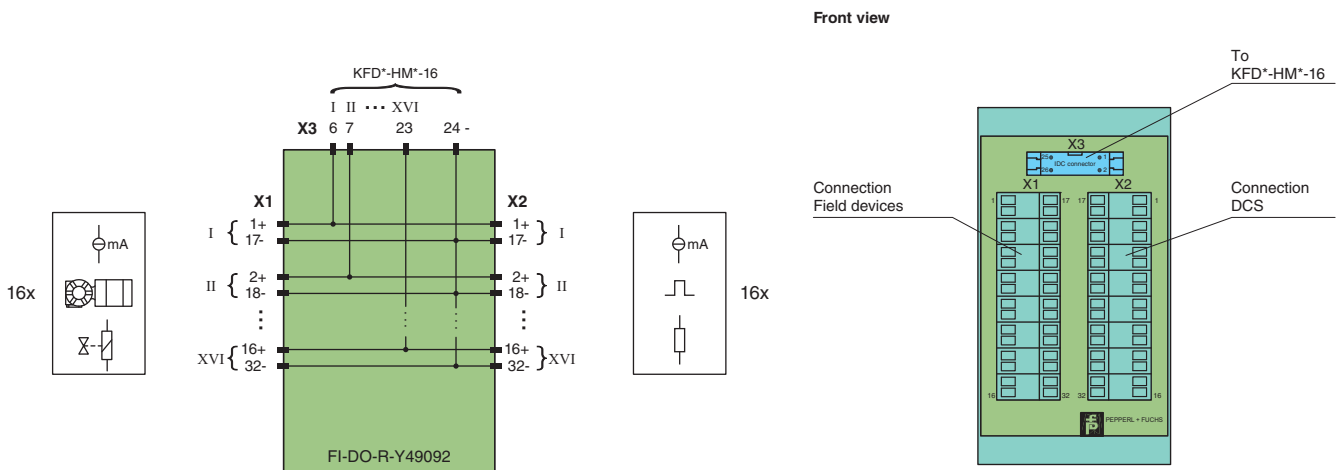 Front view
KFD*-HM*-16
I II ··· XVI
X3 6 7 23 24 -
X1 X2
I { 1+ 1+ } I
17- 17-
II { 2+ 2+ } II
18- 18-
XVI { 16+ 16+ } XVI
32- 32-
FI-DO-R-Y49092
16x
mA
mA
16x
To
KFD*-HM*-16
X3
25 1
IDC connector
26 2
X1 X2
1 17 17 1
16 32 32 16
Connection
Field devices
Connection
DCS
PEPPERL + FUCHS